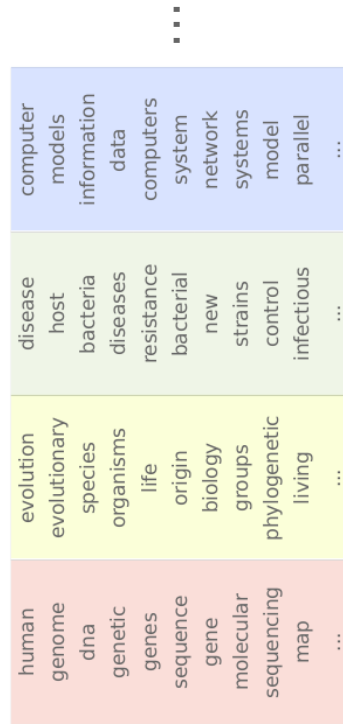 human
genome
dna
genetic
genes
sequence
gene
molecular
sequencing
map
...
evolution
evolutionary
species
organisms
life
origin
biology
groups
phylogenetic
living
...
disease
host
bacteria
diseases
resistance
bacterial
new
strains
control
infectious
...
computer
models
information
data
computers
system
network
systems
model
parallel
...
...